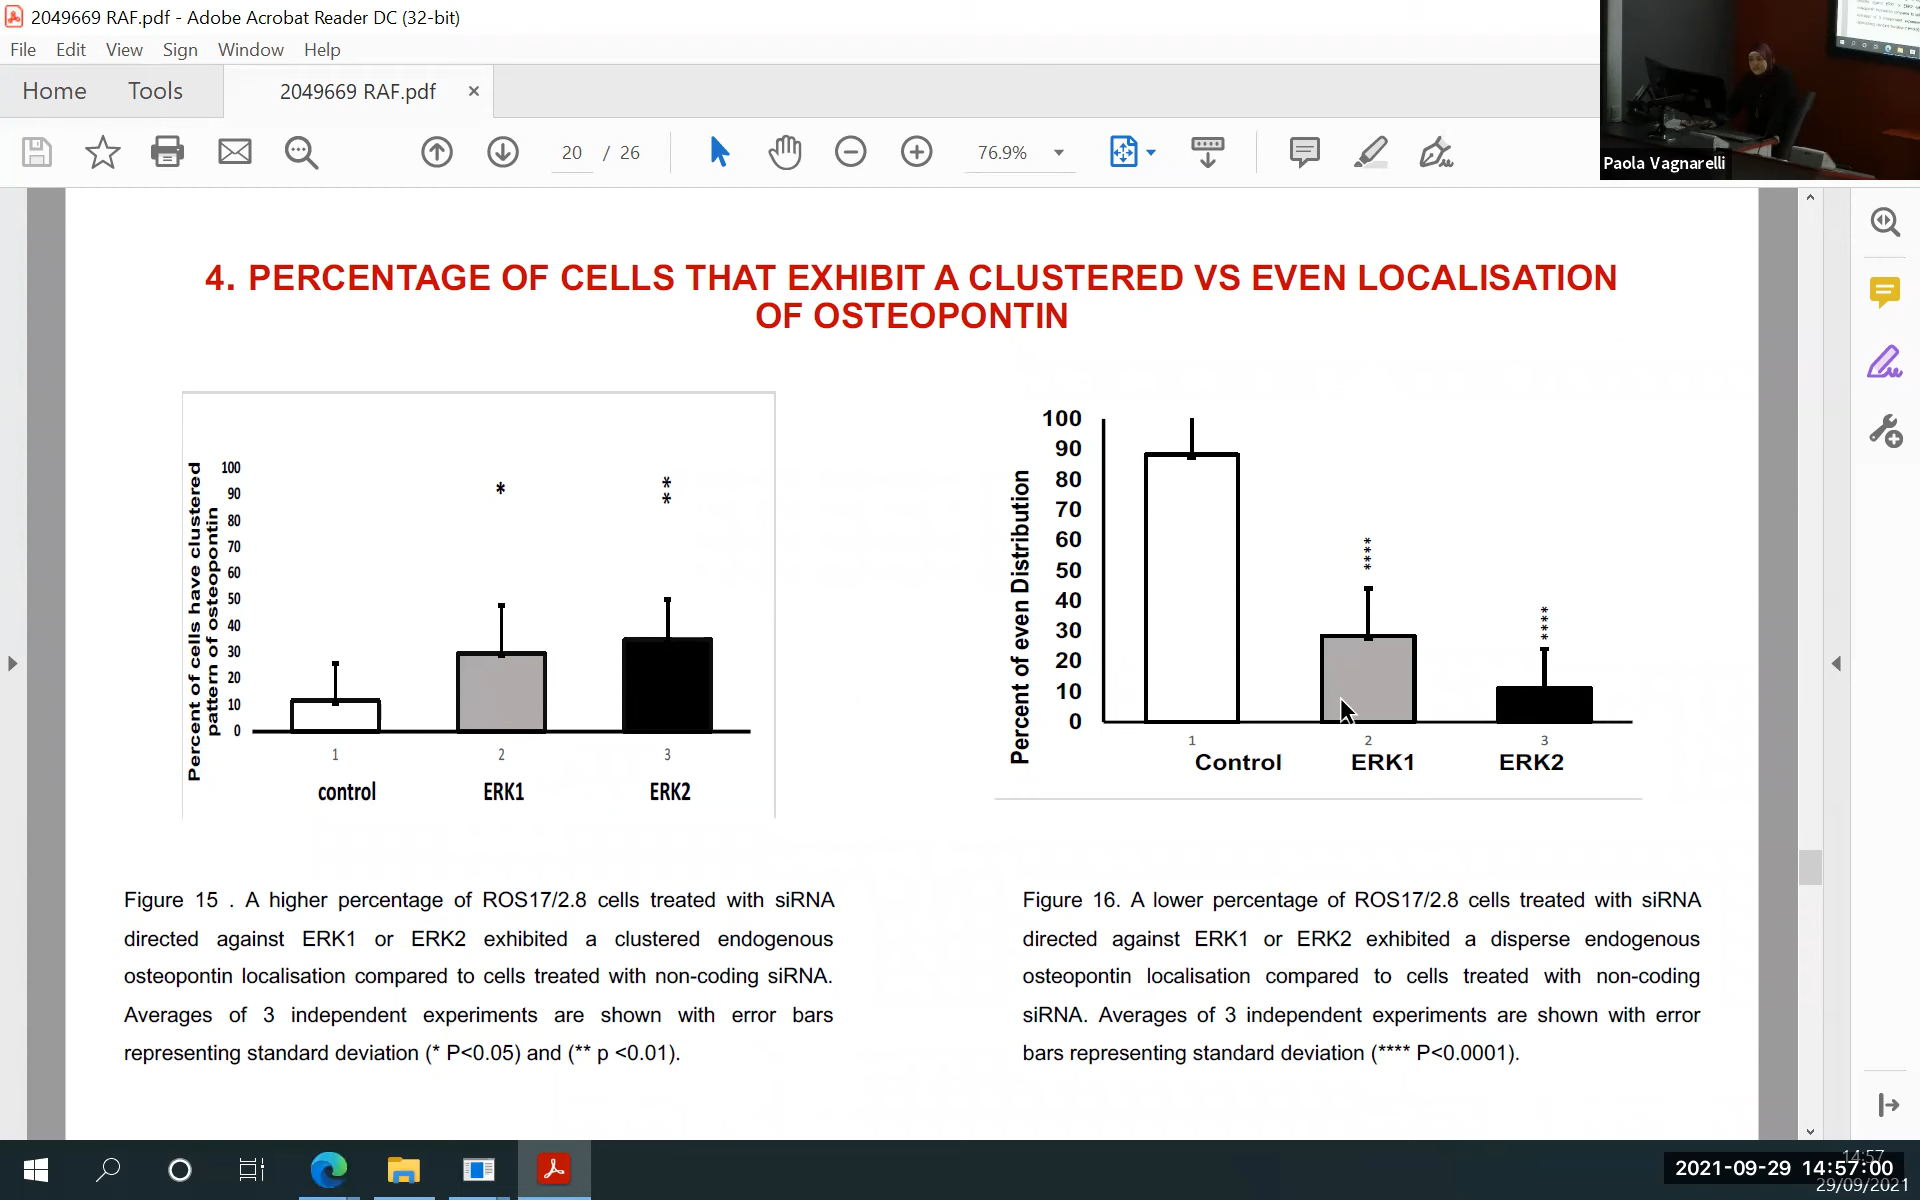 2049669 RAF.pdf - Adobe Acrobat Reader DC (32-bit)
File Edit View Sign Window Help
Home Tools 2049669 RAF.pdf ×
20 / 26 76.9%
Paola Vagnarelli
4. PERCENTAGE OF CELLS THAT EXHIBIT A CLUSTERED VS EVEN LOCALISATION
OF OSTEOPONTIN
Percent of cells have clustered
pattern of osteopontin
100
90
80
70
60
50
40
30
20
10
0
*
**
1 2 3
control ERK1 ERK2
Percent of even Distribution
100
90
80
70
60
50
40
30
20
10
0
****
****
1 2 3
Control ERK1 ERK2
Figure 15 . A higher percentage of ROS17/2.8 cells treated with siRNA
directed against ERK1 or ERK2 exhibited a clustered endogenous
osteopontin localisation compared to cells treated with non-coding siRNA.
Averages of 3 independent experiments are shown with error bars
representing standard deviation (* P<0.05) and (** p <0.01).
Figure 16. A lower percentage of ROS17/2.8 cells treated with siRNA
directed against ERK1 or ERK2 exhibited a disperse endogenous
osteopontin localisation compared to cells treated with non-coding
siRNA. Averages of 3 independent experiments are shown with error
bars representing standard deviation (**** P<0.0001).
14:57
2021-09-29 14:57:00
29/09/2021